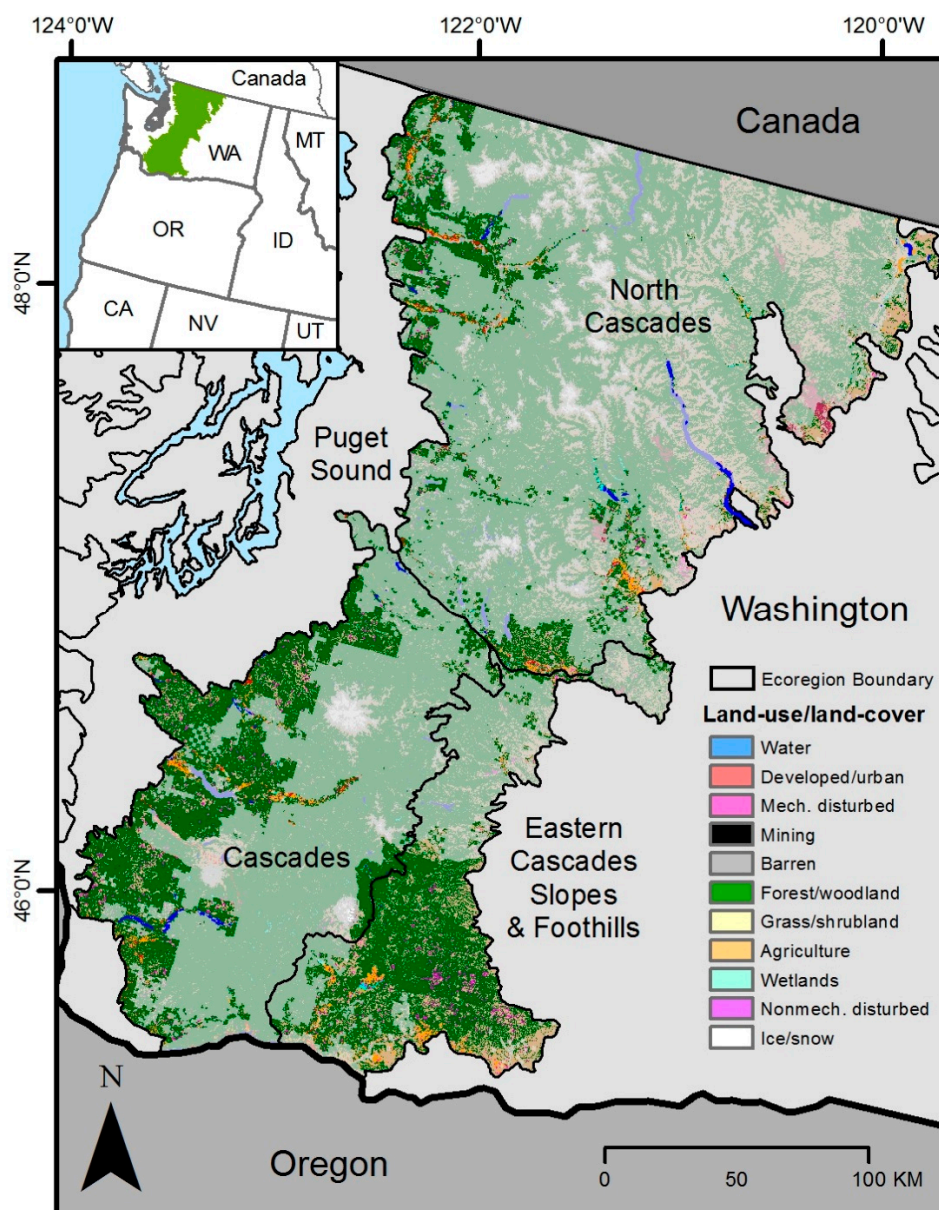 124°0'W
122°0'W
120°0'W
48°0'N
46°0'N
Canada
WA
MT
OR
ID
CA
NV
UT
Canada
North
Cascades
Puget
Sound
Washington
Cascades
Eastern
Cascades
Slopes
& Foothills
Ecoregion Boundary
Land-use/land-cover
Water
Developed/urban
Mech. disturbed
Mining
Barren
Forest/woodland
Grass/shrubland
Agriculture
Wetlands
Nonmech. disturbed
Ice/snow
N
Oregon
0 50 100 KM